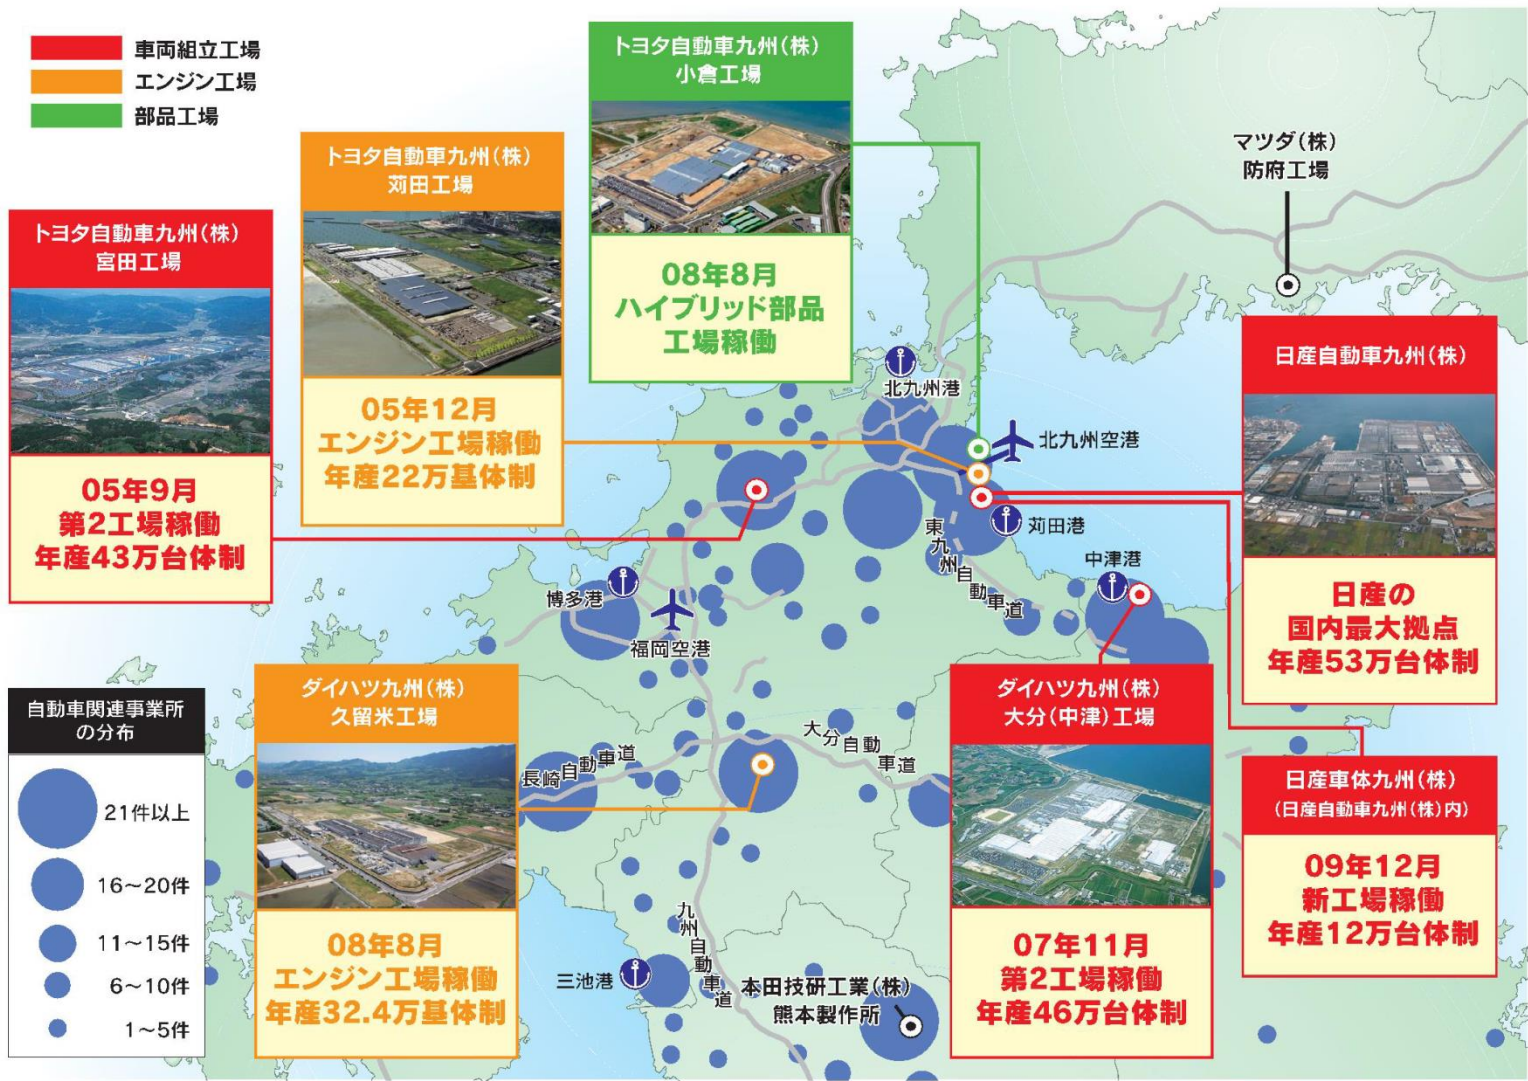 車両組立工場
エンジン工場
部品工場
トヨタ自動車九州(株)
小倉工場
08年8月
ハイブリッド部品
工場稼働
トヨタ自動車九州(株)
苅田工場
05年12月
エンジン工場稼働
年産22万基体制
トヨタ自動車九州(株)
宮田工場
05年9月
第2工場稼働
年産43万台体制
マツダ(株)
防府工場
日産自動車九州(株)
日産の
国内最大拠点
年産53万台体制
北九州港
北九州空港
苅田港
東九州自動車道
中津港
博多港
福岡空港
自動車関連事業所
の分布
21件以上
16~20件
11~15件
6~10件
1~5件
ダイハツ九州(株)
久留米工場
08年8月
エンジン工場稼働
年産32.4万基体制
長崎自動車道
大分自動車道
九州自動車道
三池港
本田技研工業(株)
熊本製作所
ダイハツ九州(株)
大分(中津)工場
07年11月
第2工場稼働
年産46万台体制
日産車体九州(株)
(日産自動車九州(株)内)
09年12月
新工場稼働
年産12万台体制